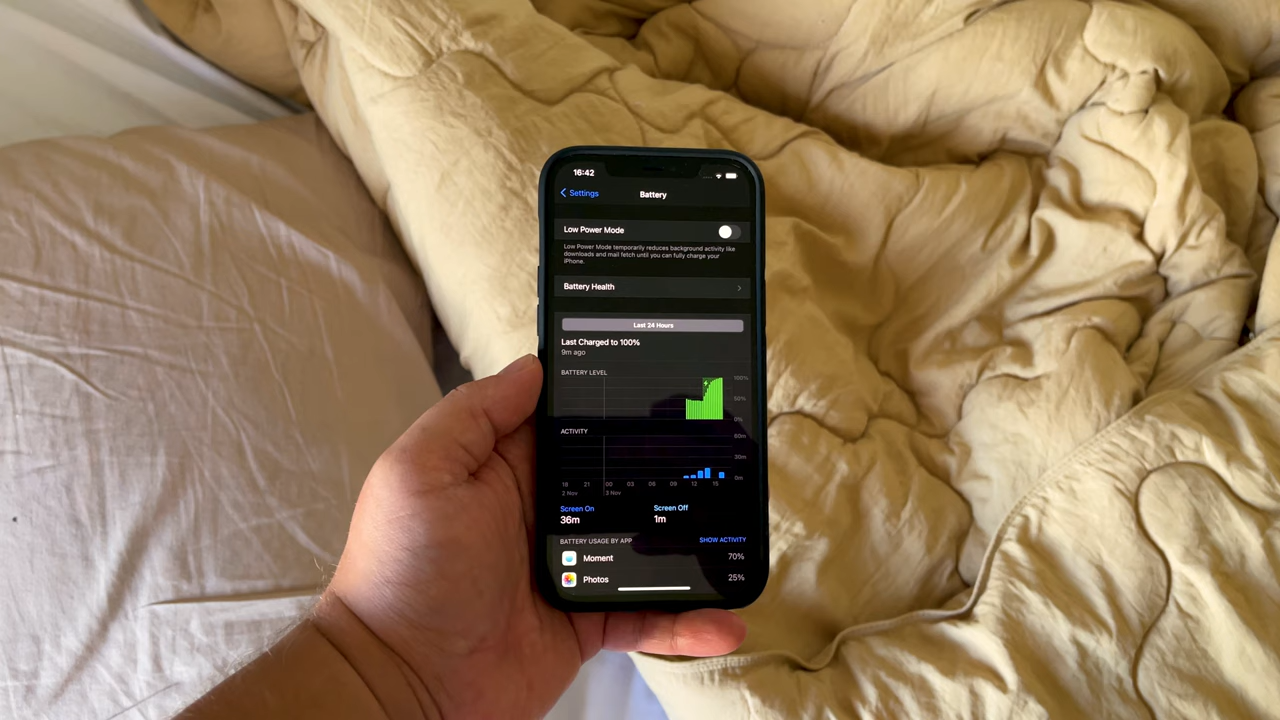 16:42
Settings
Battery
Low Power Mode
Low Power Mode temporarily reduces background activity like
downloads and mail fetch until you can fully charge your
iPhone.
Battery Health
Last 24 Hours
Last Charged to 100%
9m ago
BATTERY LEVEL
100%
50%
0%
ACTIVITY
60m
30m
0m
18 21 00 03 06 09 12 15
2 Nov 3 Nov
Screen On Screen Off
36m 1m
BATTERY USAGE BY APP SHOW ACTIVITY
Moment 70%
Photos 25%